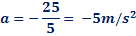 a = −25/5 = −5m/s²